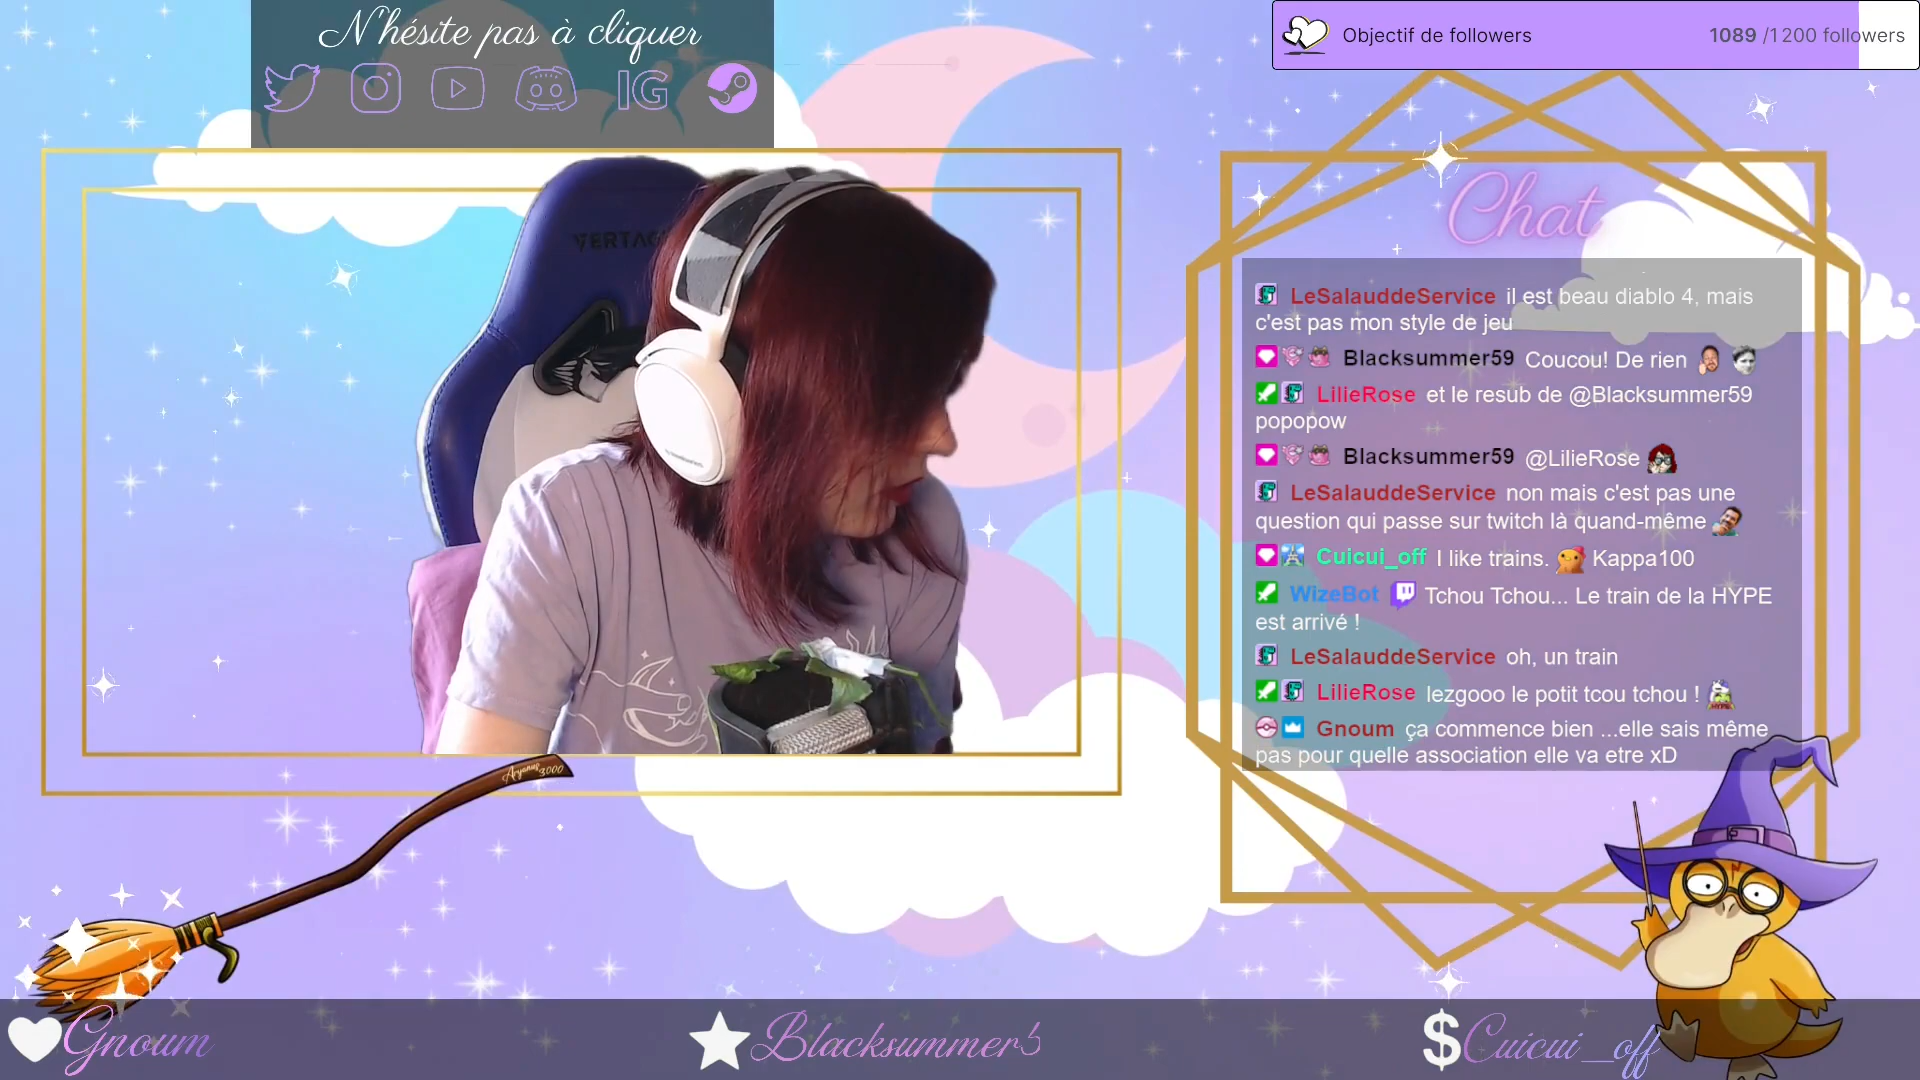 N'hésite pas à cliquer
IG
Objectif de followers 1089 /1200 followers
VERTAG
Chat
LeSalauddeService il est beau diablo 4, mais
c'est pas mon style de jeu
Blacksummer59 Coucou! De rien
LilieRose et le resub de @Blacksummer59
popopow
Blacksummer59 @LilieRose
LeSalauddeService non mais c'est pas une
question qui passe sur twitch là quand-même
Cuicui_off I like trains. Kappa100
WizeBot Tchou Tchou... Le train de la HYPE
est arrivé !
LeSalauddeService oh, un train
LilieRose lezgooo le potit tcou tchou !
Gnoum ça commence bien ...elle sais même
pas pour quelle association elle va etre xD
3000
Gnoum
Blacksummer5
$Cuicui_off